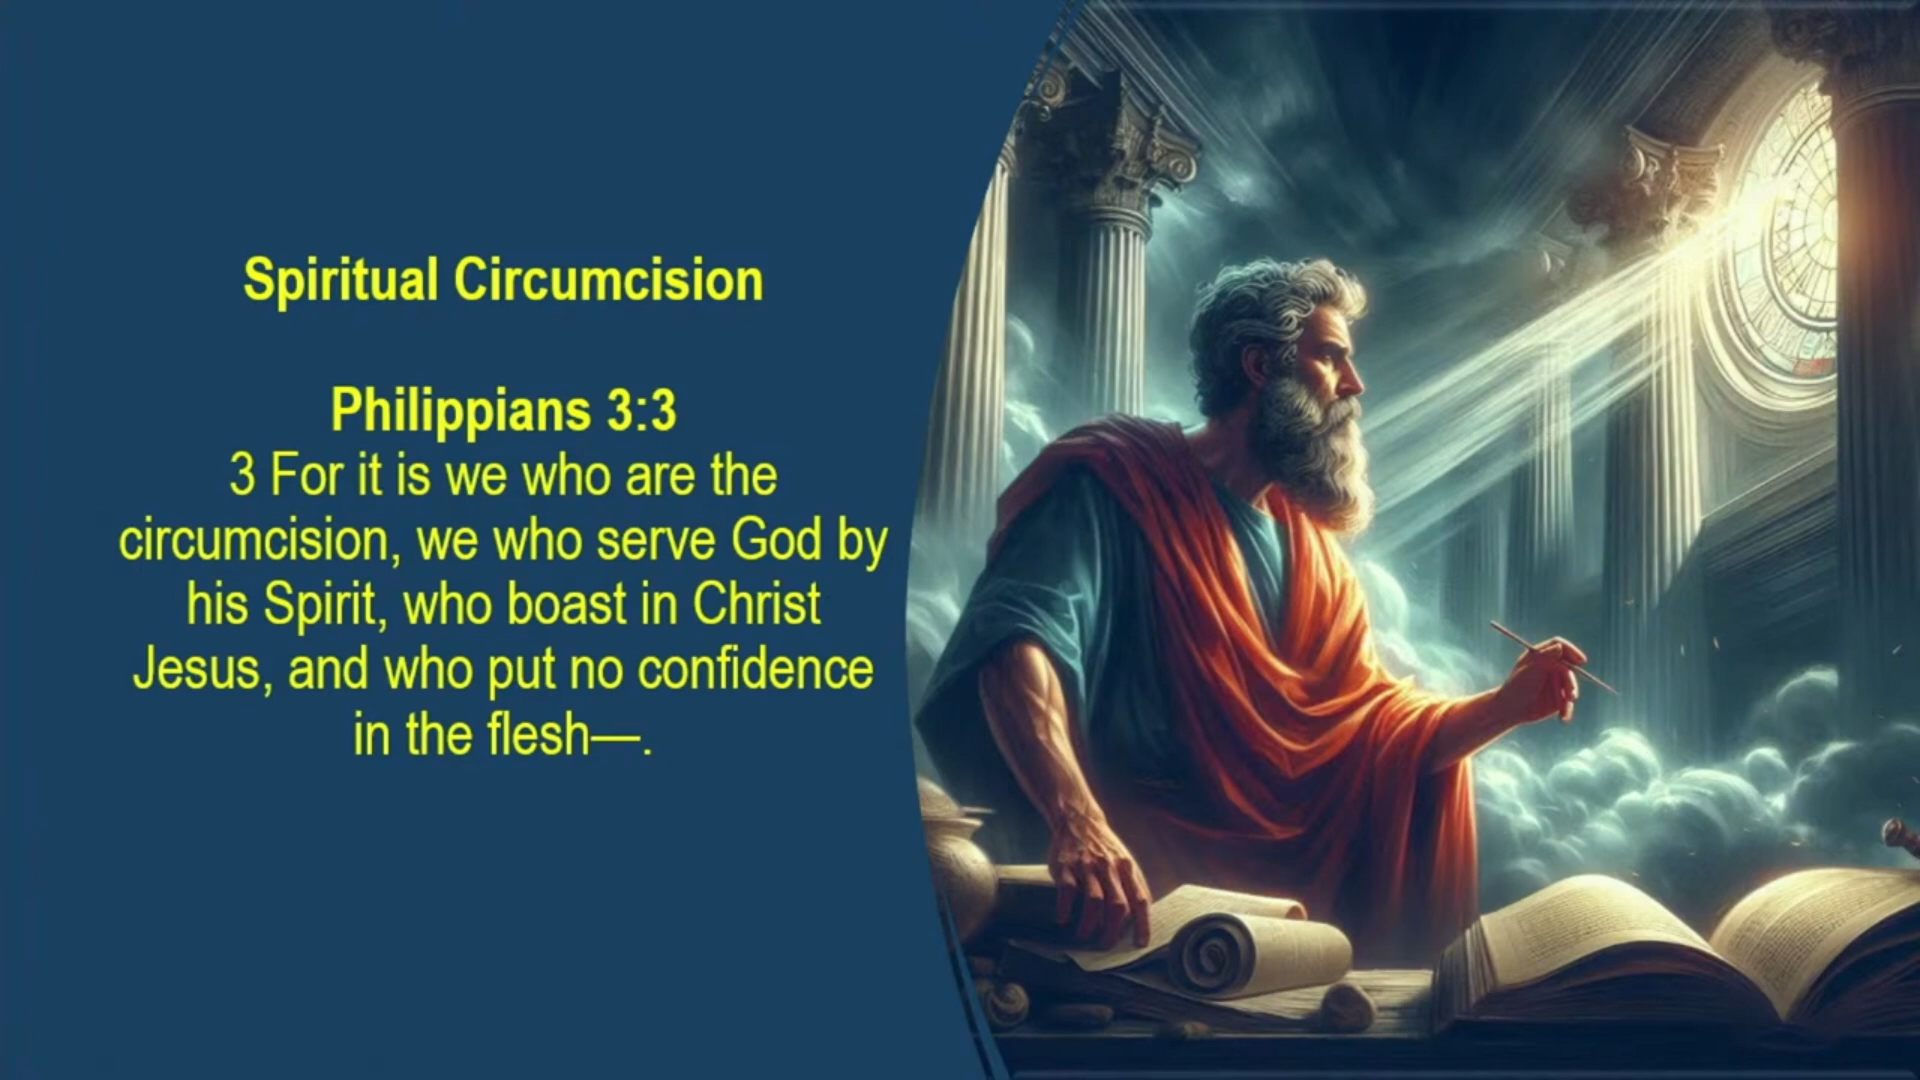 Spiritual Circumcision
Philippians 3:3
3 For it is we who are the
circumcision, we who serve God by
his Spirit, who boast in Christ
Jesus, and who put no confidence
in the flesh—.